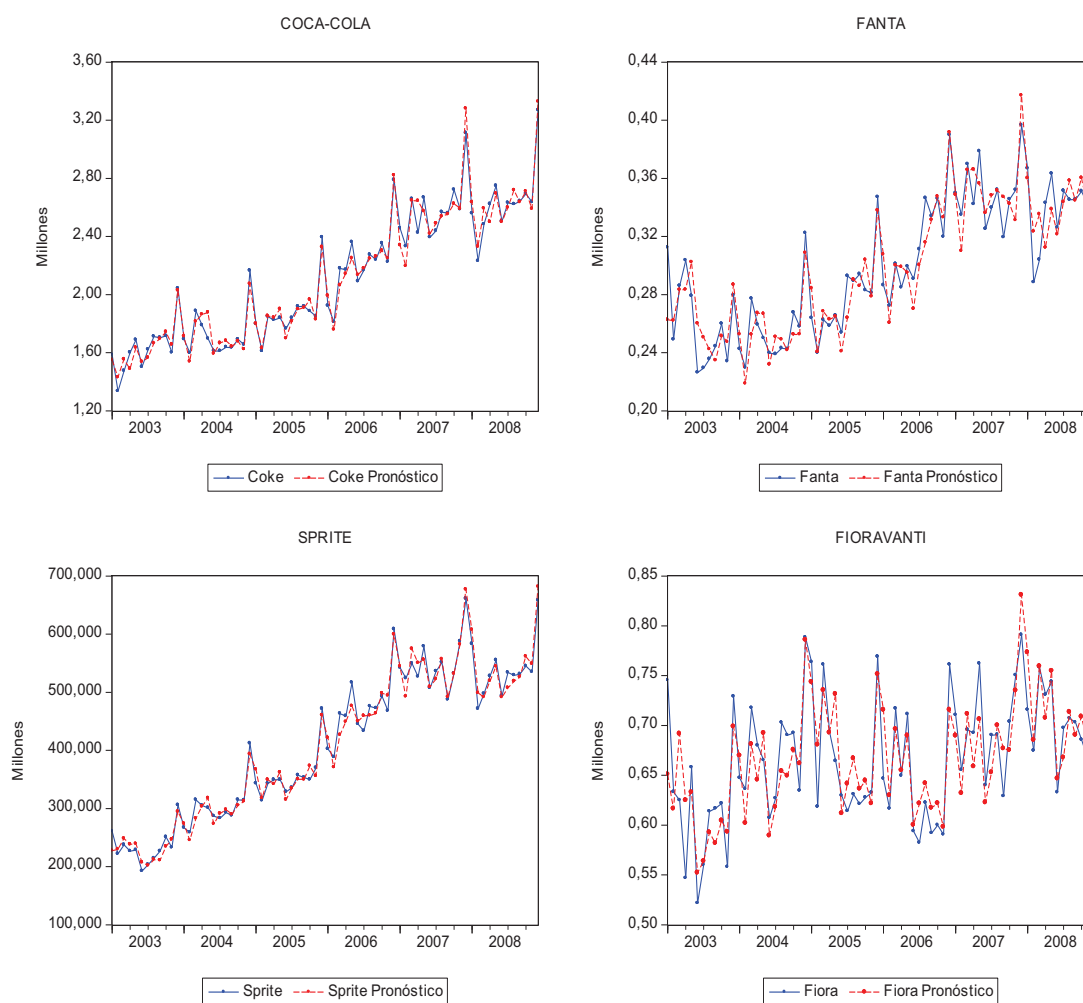 COCA-COLA
3,60
3,20
2,80
2,40
2,00
1,60
1,20
Millones
2003 2004 2005 2006 2007 2008
Coke Coke Pronóstico
FANTA
0,44
0,40
0,36
0,32
0,28
0,24
0,20
Millones
2003 2004 2005 2006 2007 2008
Fanta Fanta Pronóstico
SPRITE
700,000
600,000
500,000
400,000
300,000
200,000
100,000
Millones
2003 2004 2005 2006 2007 2008
Sprite Sprite Pronóstico
FIORAVANTI
0,85
0,80
0,75
0,70
0,65
0,60
0,55
0,50
Millones
2003 2004 2005 2006 2007 2008
Fiora Fiora Pronóstico